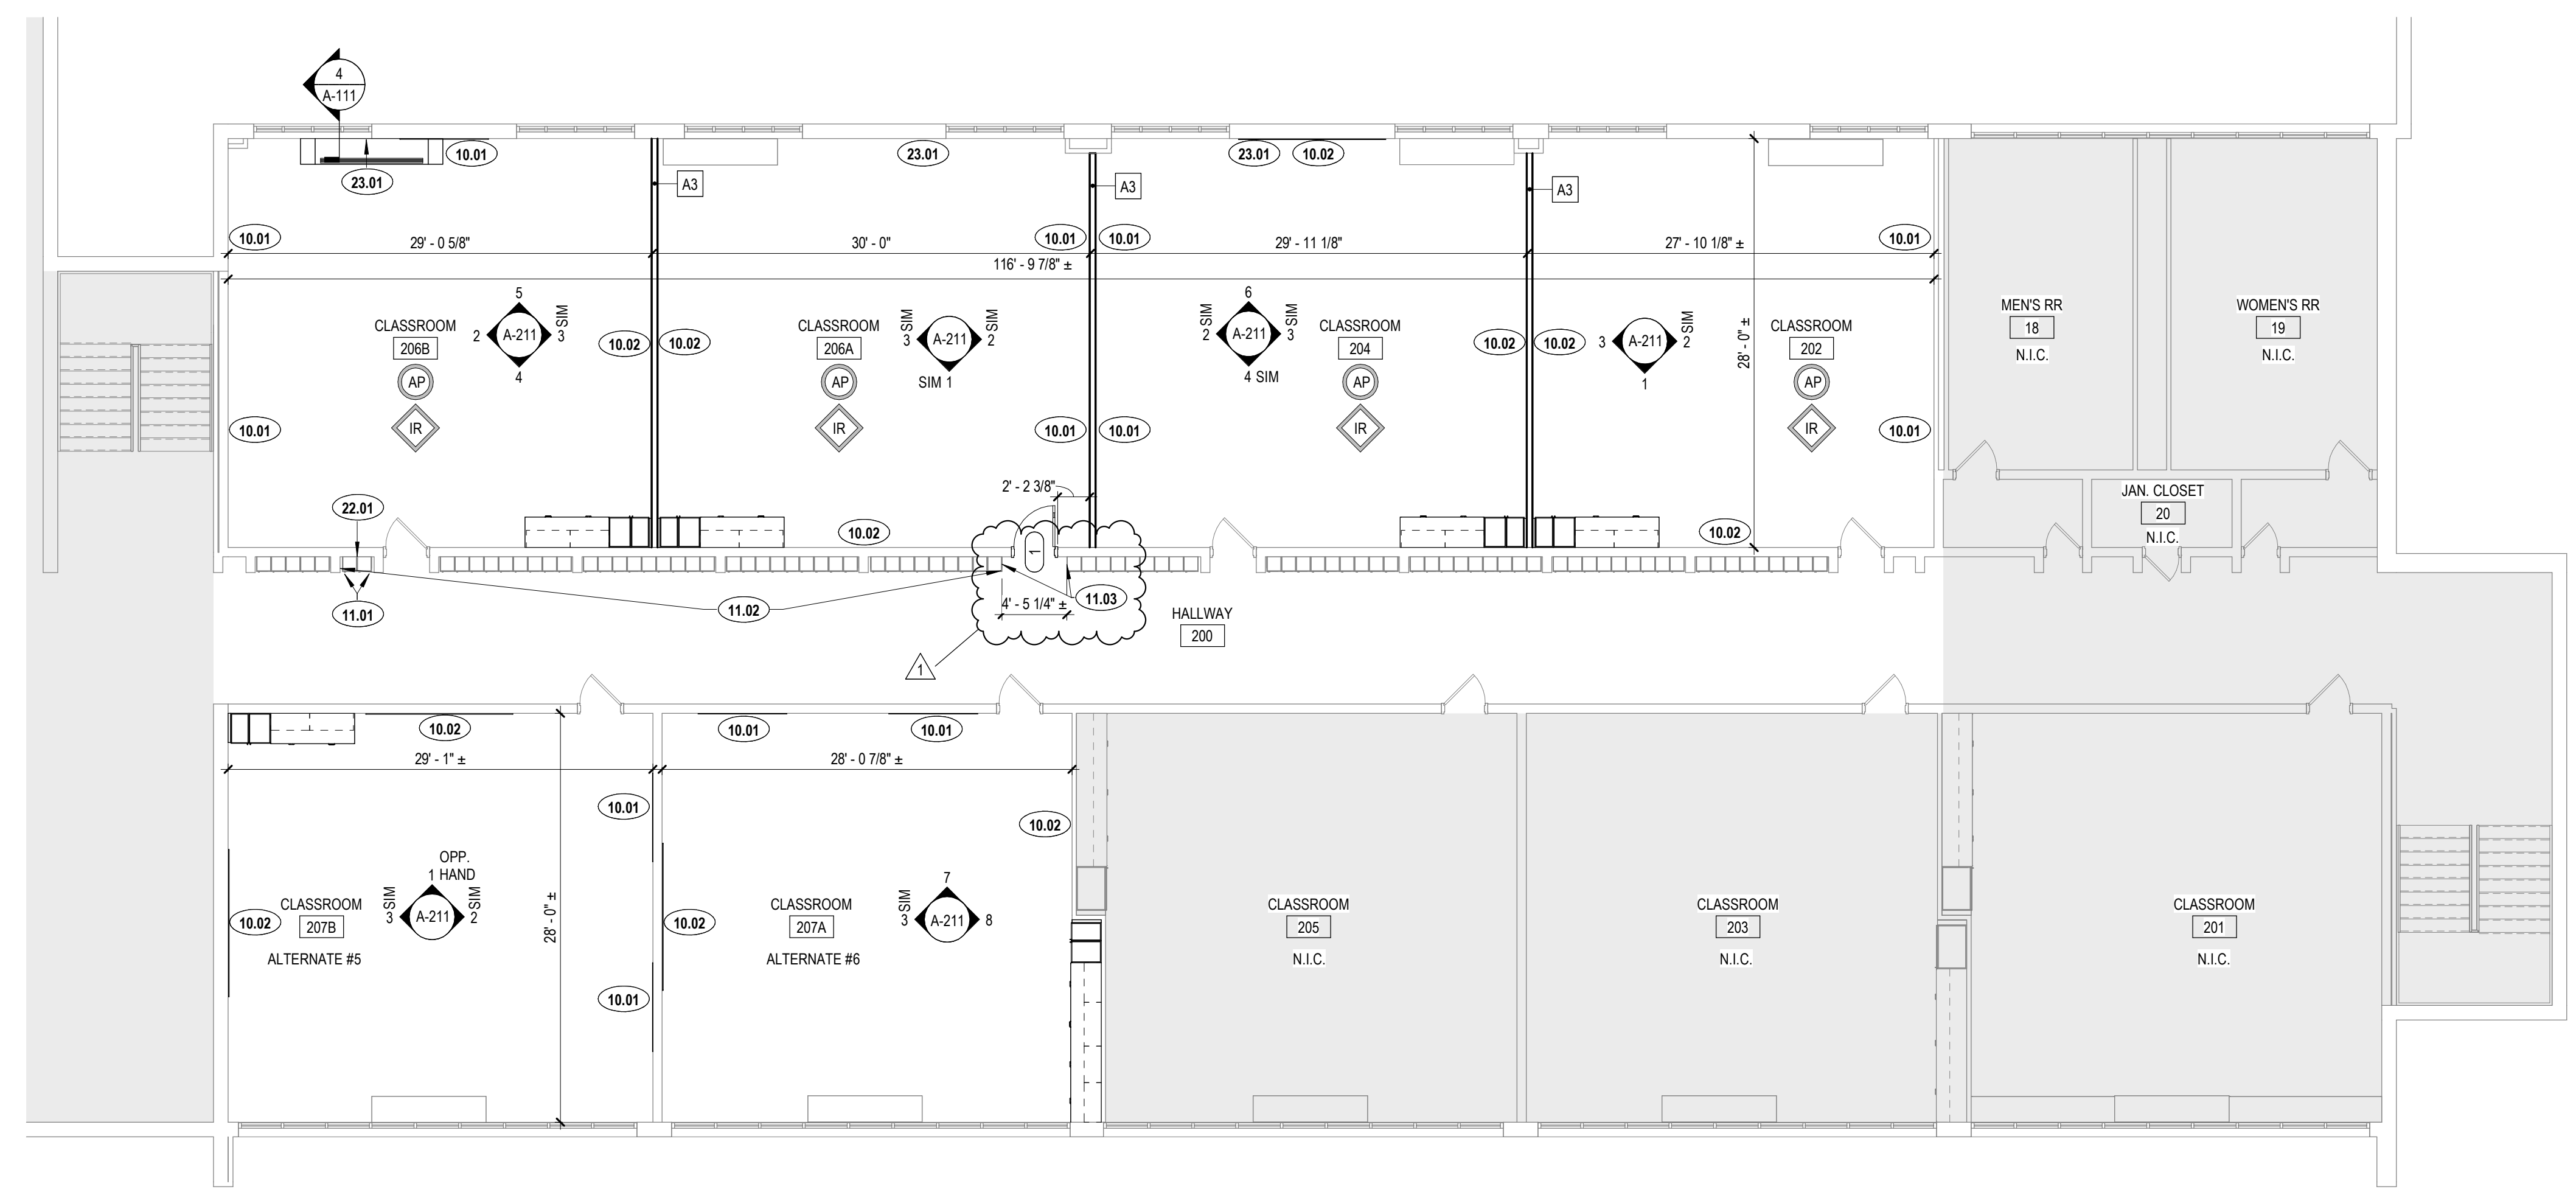 4
A-111
10.01
23.01
23.01
23.01
10.02
A3
A3
A3
10.01
29' - 0 5/8"
30' - 0"
10.01
10.01
29' - 11 1/8"
27' - 10 1/8" ±
10.01
116' - 9 7/8" ±
28' - 0" ±
CLASSROOM
206B
AP
IR
5
2
A-211
3
SIM
4
10.02
10.02
CLASSROOM
206A
AP
IR
SIM
3
A-211
2
SIM
SIM 1
6
SIM
2
A-211
3
SIM
4 SIM
CLASSROOM
204
AP
IR
10.02
10.02
3
A-211
2
SIM
1
CLASSROOM
202
AP
IR
MEN'S RR
18
N.I.C.
WOMEN'S RR
19
N.I.C.
10.01
10.01
10.01
10.01
2' - 2 3/8"
22.01
10.02
1
10.02
JAN. CLOSET
20
N.I.C.
11.01
11.02
4' - 5 1/4" ±
11.03
HALLWAY
200
1
10.02
10.01
10.01
29' - 1" ±
28' - 0 7/8" ±
10.01
10.02
28' - 0" ±
10.02
CLASSROOM
207B
ALTERNATE #5
OPP.
1 HAND
SIM
3
A-211
2
SIM
10.01
10.02
CLASSROOM
207A
ALTERNATE #6
7
SIM
3
A-211
8
CLASSROOM
205
N.I.C.
CLASSROOM
203
N.I.C.
CLASSROOM
201
N.I.C.